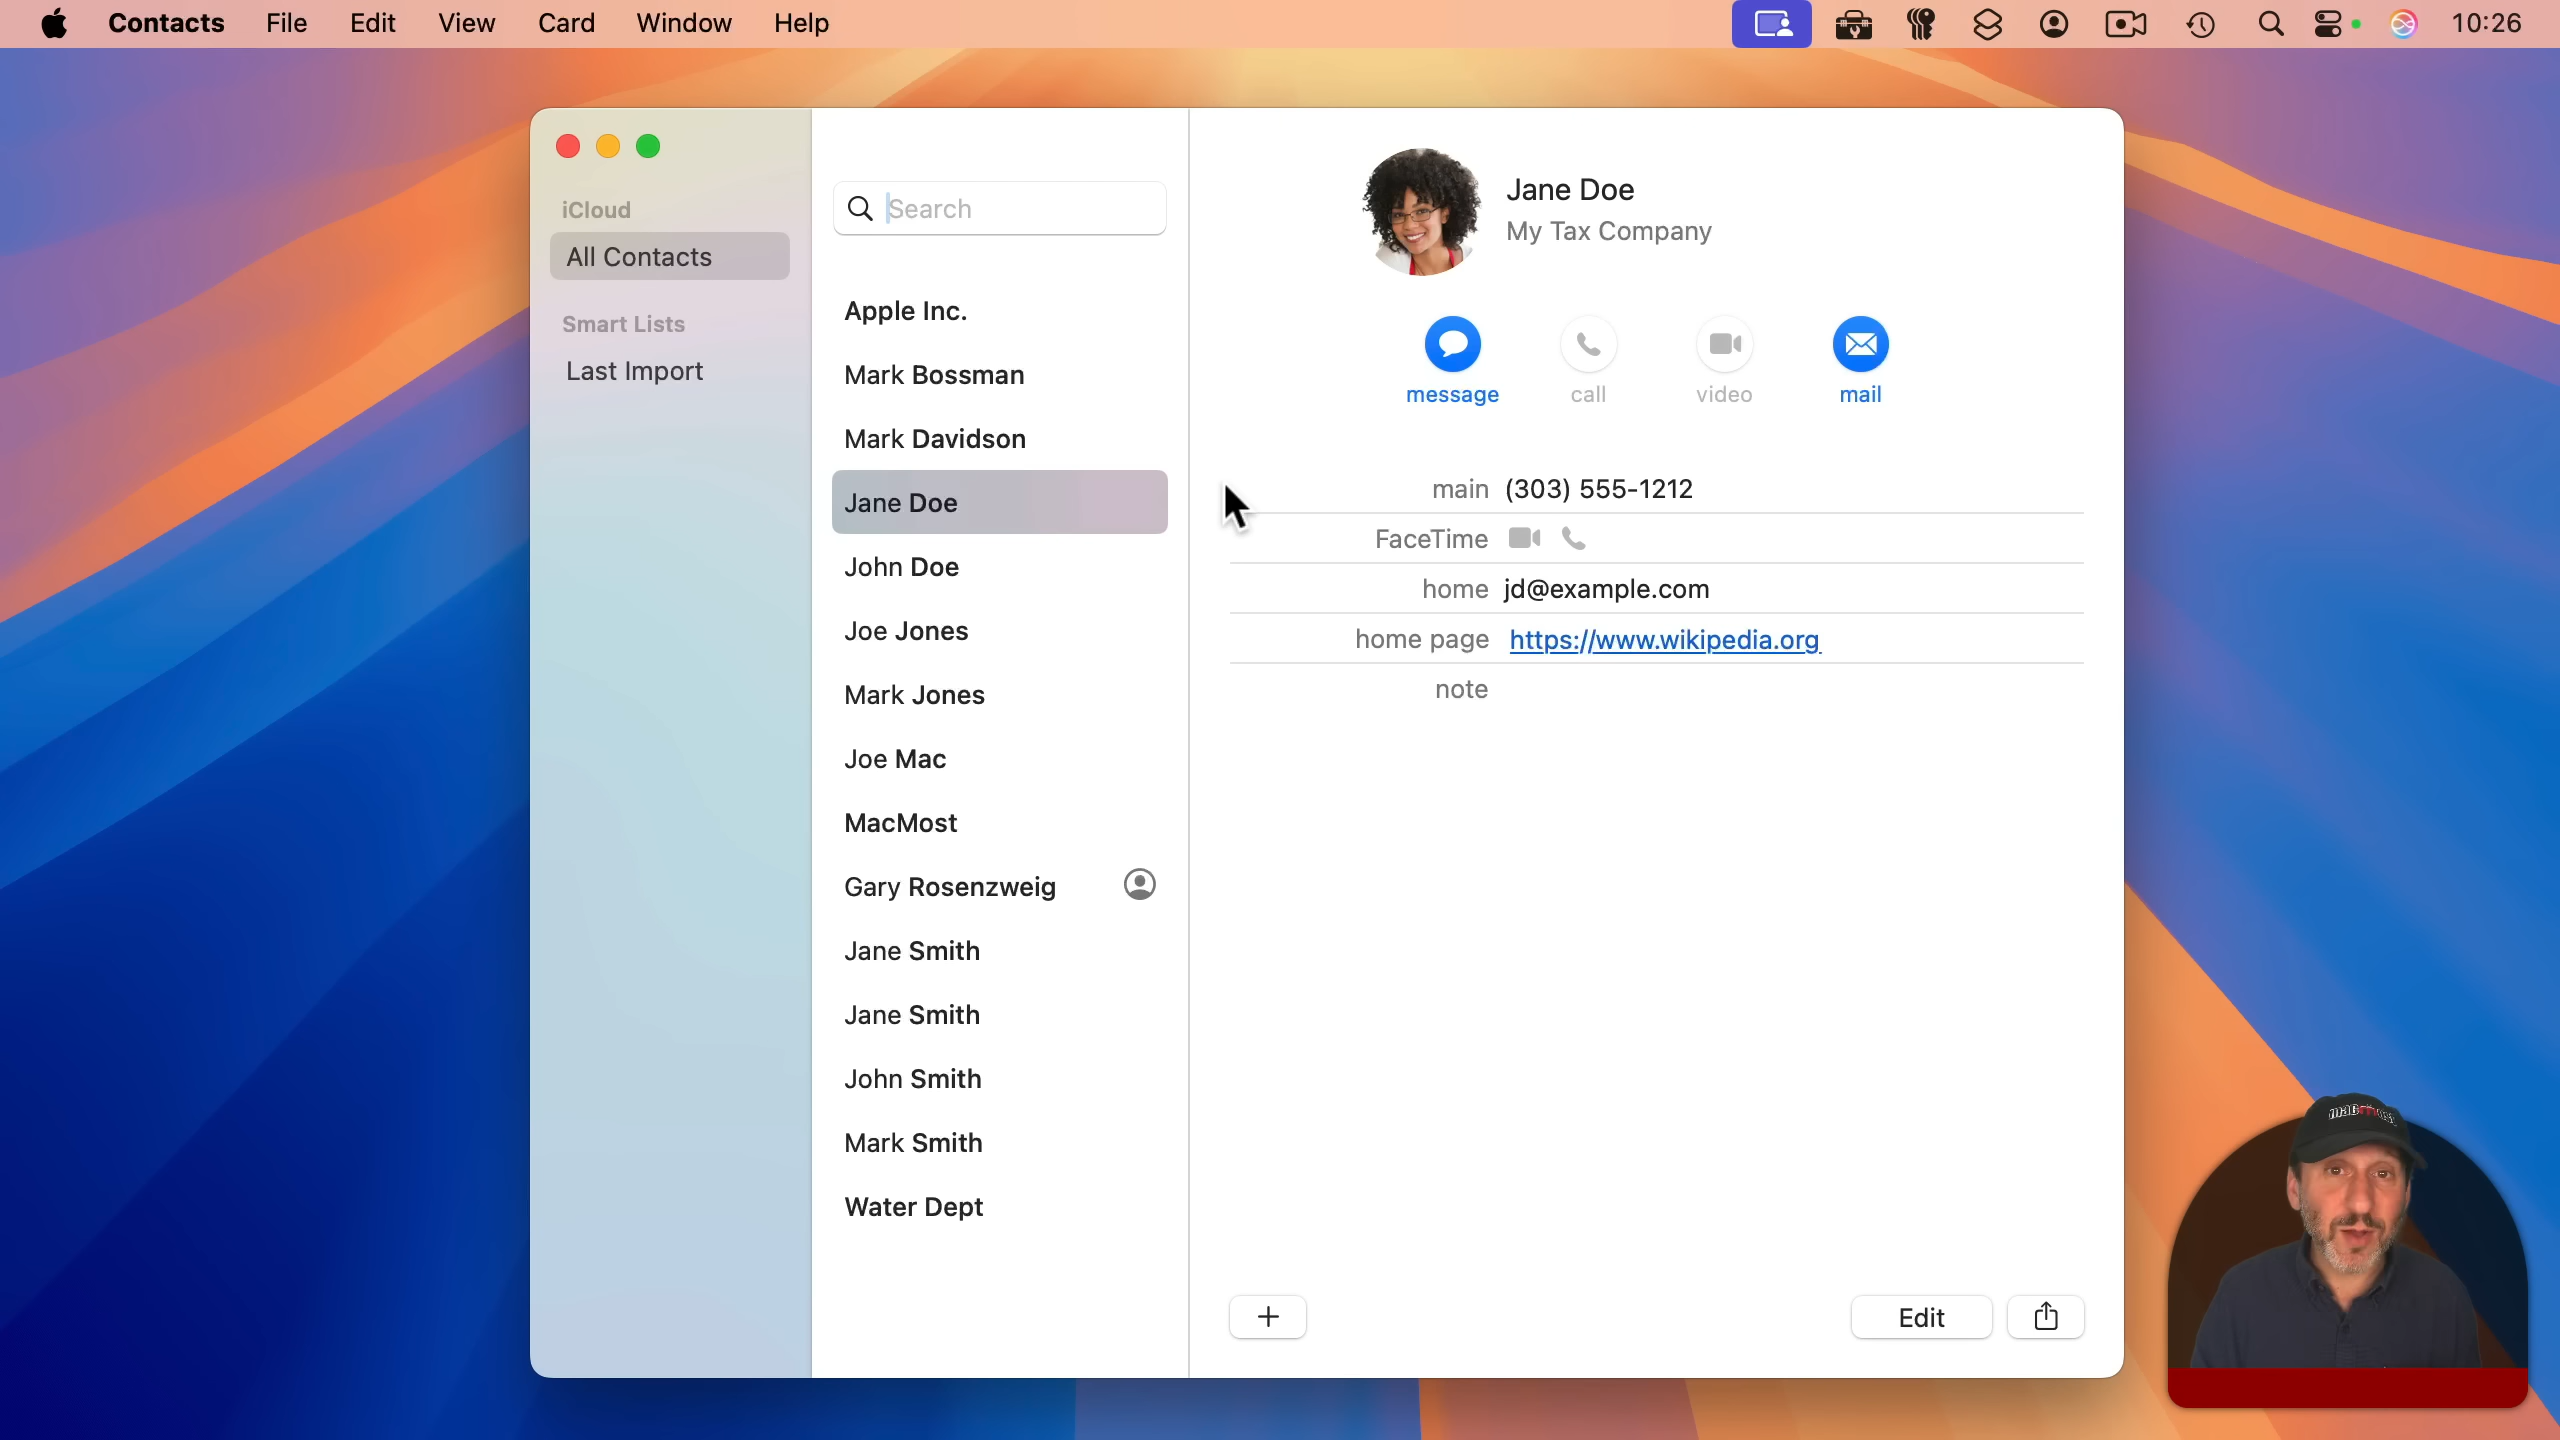 Contacts File Edit View Card Window Help 10:26
iCloud
All Contacts
Smart Lists
Last Import
Search
Apple Inc.
Mark Bossman
Mark Davidson
Jane Doe
John Doe
Joe Jones
Mark Jones
Joe Mac
MacMost
Gary Rosenzweig
Jane Smith
Jane Smith
John Smith
Mark Smith
Water Dept
Jane Doe
My Tax Company
message call video mail
main (303) 555-1212
FaceTime
home jd@example.com
home page https://www.wikipedia.org
note
+ Edit
macmost